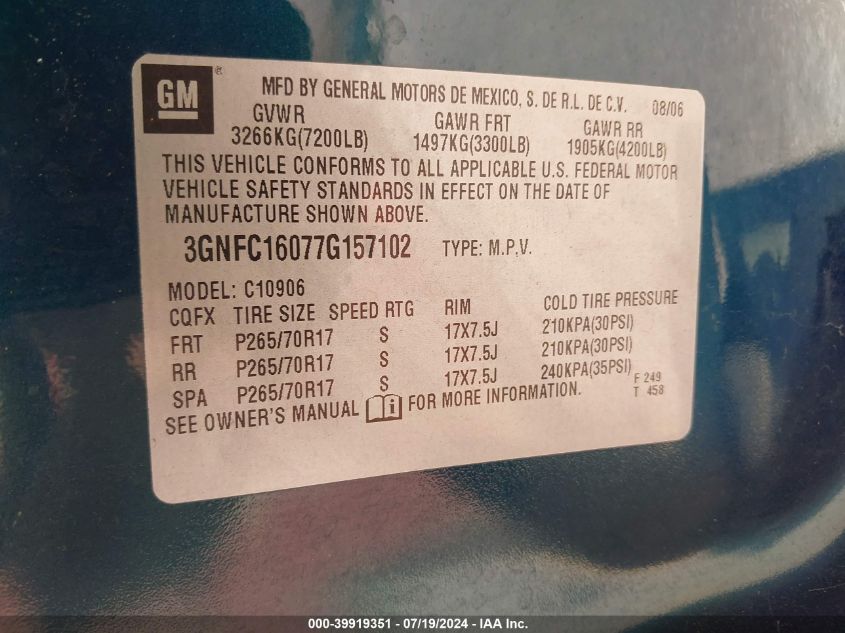 GM ® MFD BY GENERAL MOTORS DE MEXICO, S. DE R.L. DE C.V. 08/06
GVWR GAWR FRT GAWR RR
3266KG(7200LB) 1497KG(3300LB) 1905KG(4200LB)
THIS VEHICLE CONFORMS TO ALL APPLICABLE U.S. FEDERAL MOTOR
VEHICLE SAFETY STANDARDS IN EFFECT ON THE DATE OF
MANUFACTURE SHOWN ABOVE.
3GNFC16077G157102 TYPE: M.P.V.
MODEL: C10906
CQFX TIRE SIZE SPEED RTG RIM COLD TIRE PRESSURE
FRT P265/70R17 S 17X7.5J 210KPA(30PSI)
RR P265/70R17 S 17X7.5J 210KPA(30PSI)
SPA P265/70R17 S 17X7.5J 240KPA(35PSI) F 249
T 458
SEE OWNER'S MANUAL FOR MORE INFORMATION.
000-39919351 - 07/19/2024 - IAA Inc.